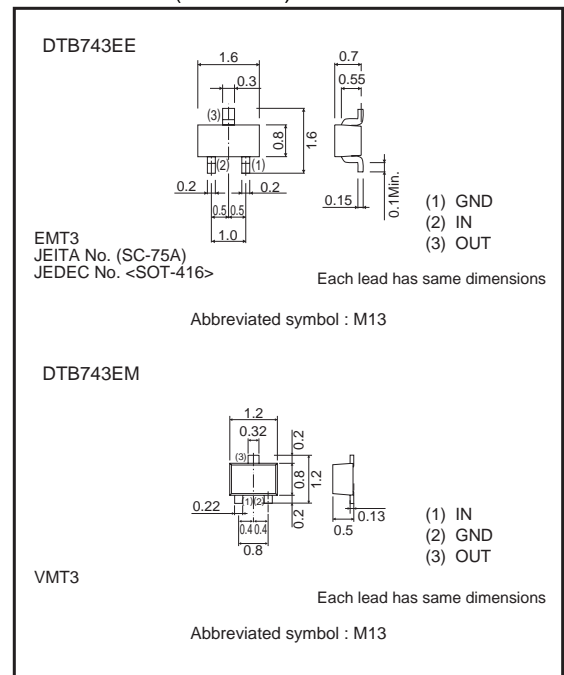 DTB743EE
1.6
0.3
(3)
(2)
(1)
0.8
1.6
0.2
0.2
0.5 0.5
1.0
0.7
0.55
0.15
0.1Min.
(1) GND
(2) IN
(3) OUT
EMT3
JEITA No. (SC-75A)
JEDEC No. <SOT-416>
Each lead has same dimensions
Abbreviated symbol : M13
DTB743EM
1.2
0.32
(3)
0.2
0.8
1.2
0.2
0.22
(1)(2)
0.4 0.4
0.8
0.5
0.13
(1) IN
(2) GND
(3) OUT
VMT3
Each lead has same dimensions
Abbreviated symbol : M13